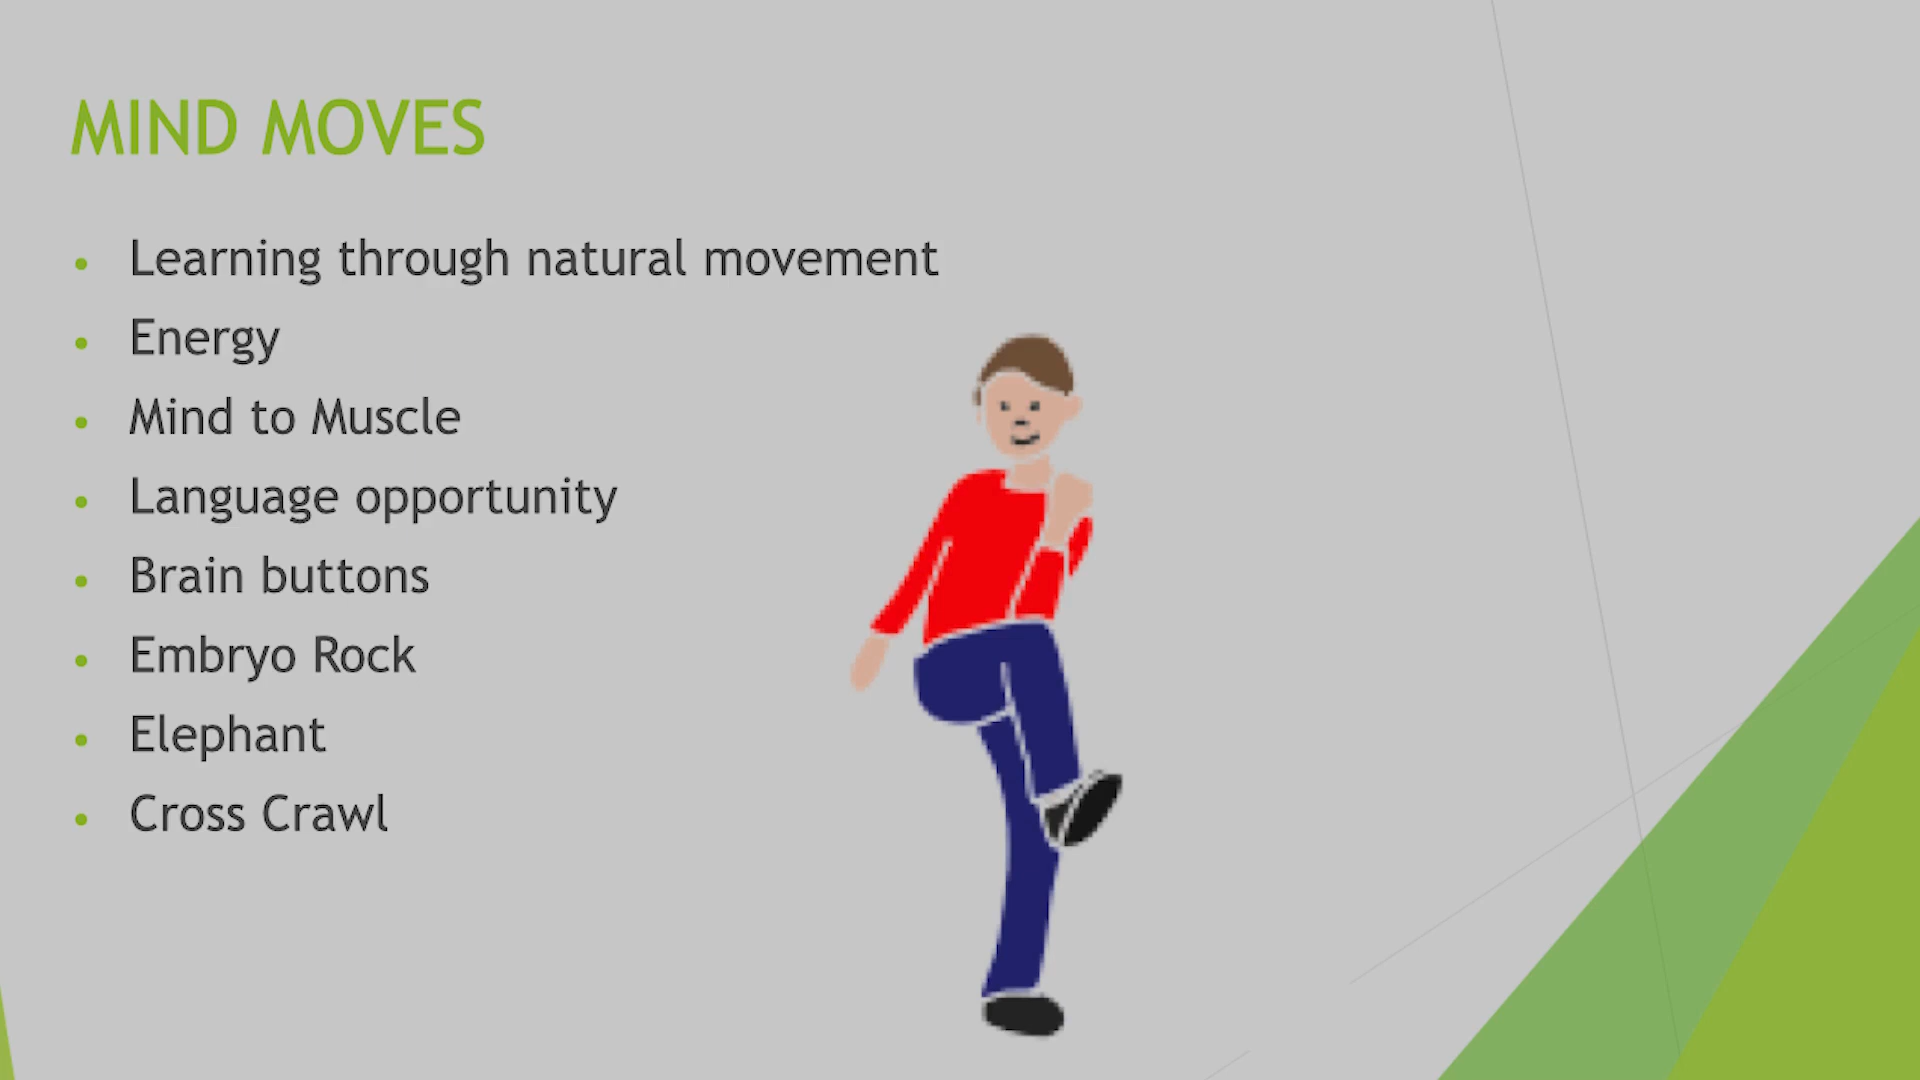 MIND MOVES
• Learning through natural movement
• Energy
• Mind to Muscle
• Language opportunity
• Brain buttons
• Embryo Rock
• Elephant
• Cross Crawl